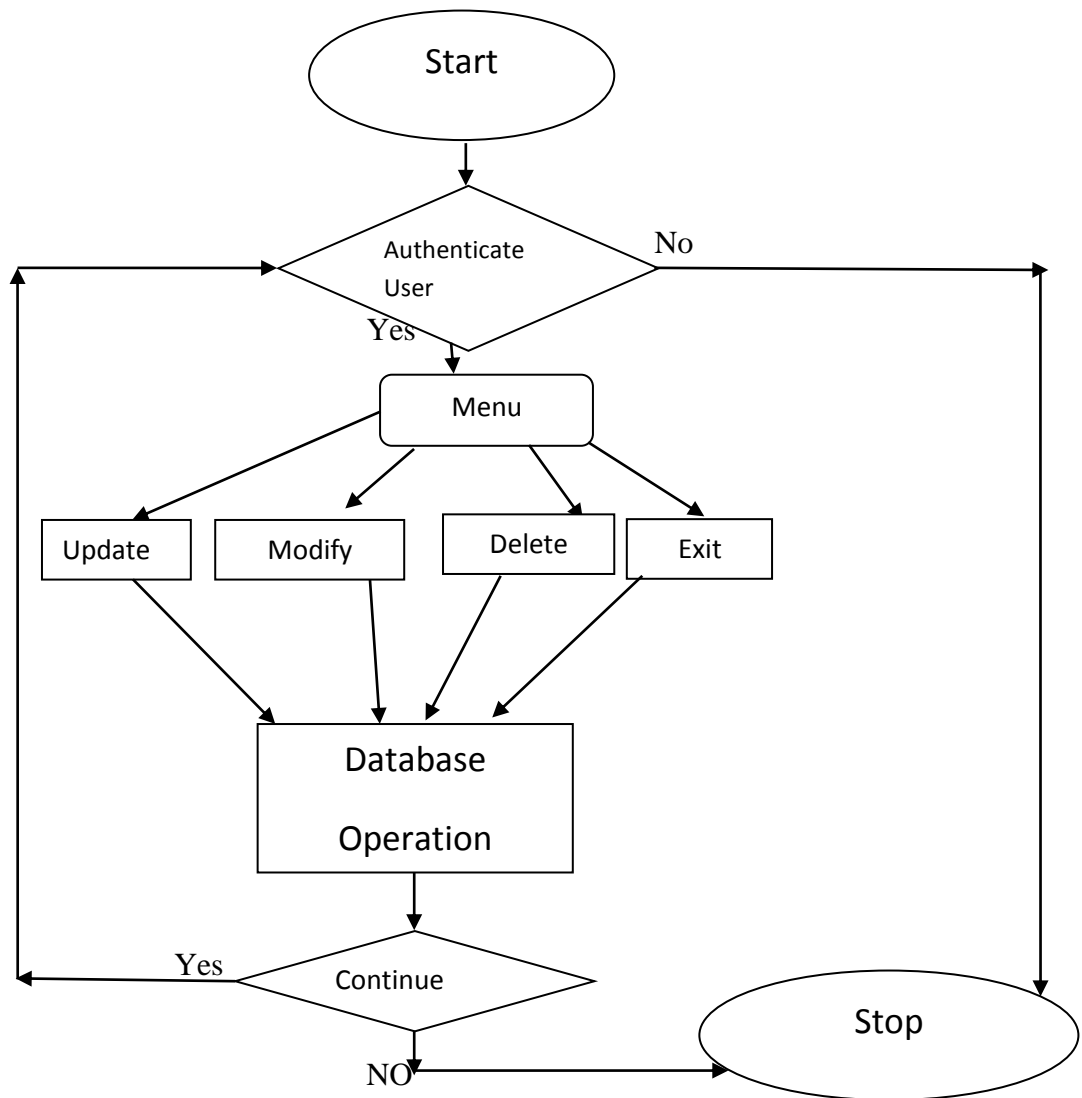 Start
Authenticate
User
No
Yes
Menu
Update
Modify
Delete
Exit
Database
Operation
Yes
Continue
Stop
NO